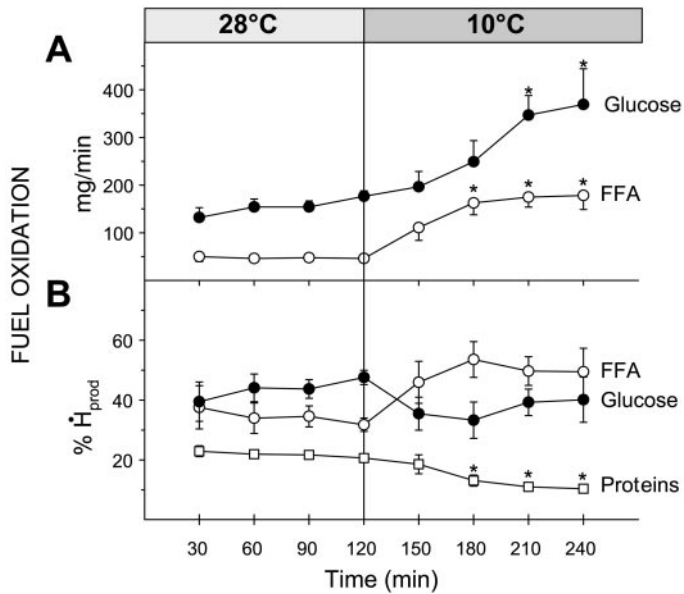 28°C 10°C
A
400
* *
Glucose
300
FUEL OXIDATION
mg/min
200
* * *
FFA
100
B
60
FFA
% Ḣprod
40
Glucose
20
* * *
Proteins
30 60 90 120 150 180 210 240
Time (min)